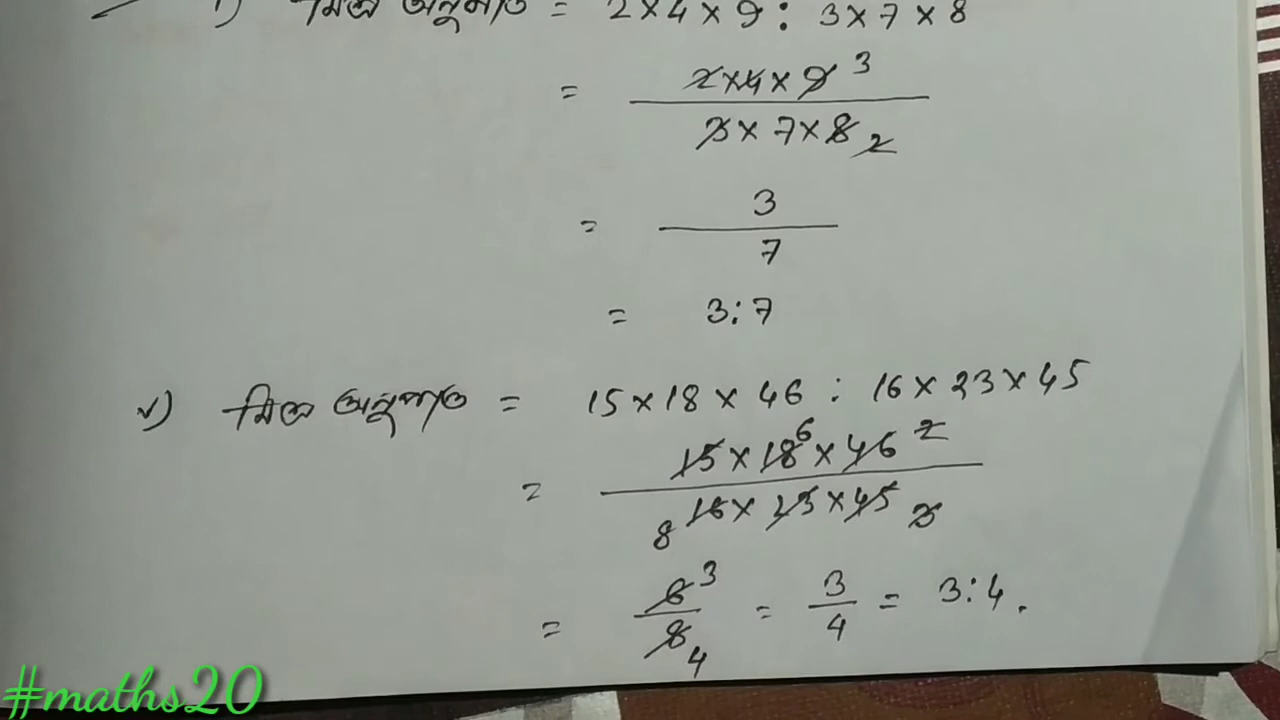 i) মিশ্র অনুপাত = 2×4×9 : 3×7×8
= 2×4×9 3
3×7×8 2
= 3
7
= 3:7
v) মিশ্র অনুপাত = 15×18×46 : 16×23×45
= 15×18 6 ×46 2
8 16×23×45 3
= 6 3 = 3 = 3:4.
8 4 4
#maths20